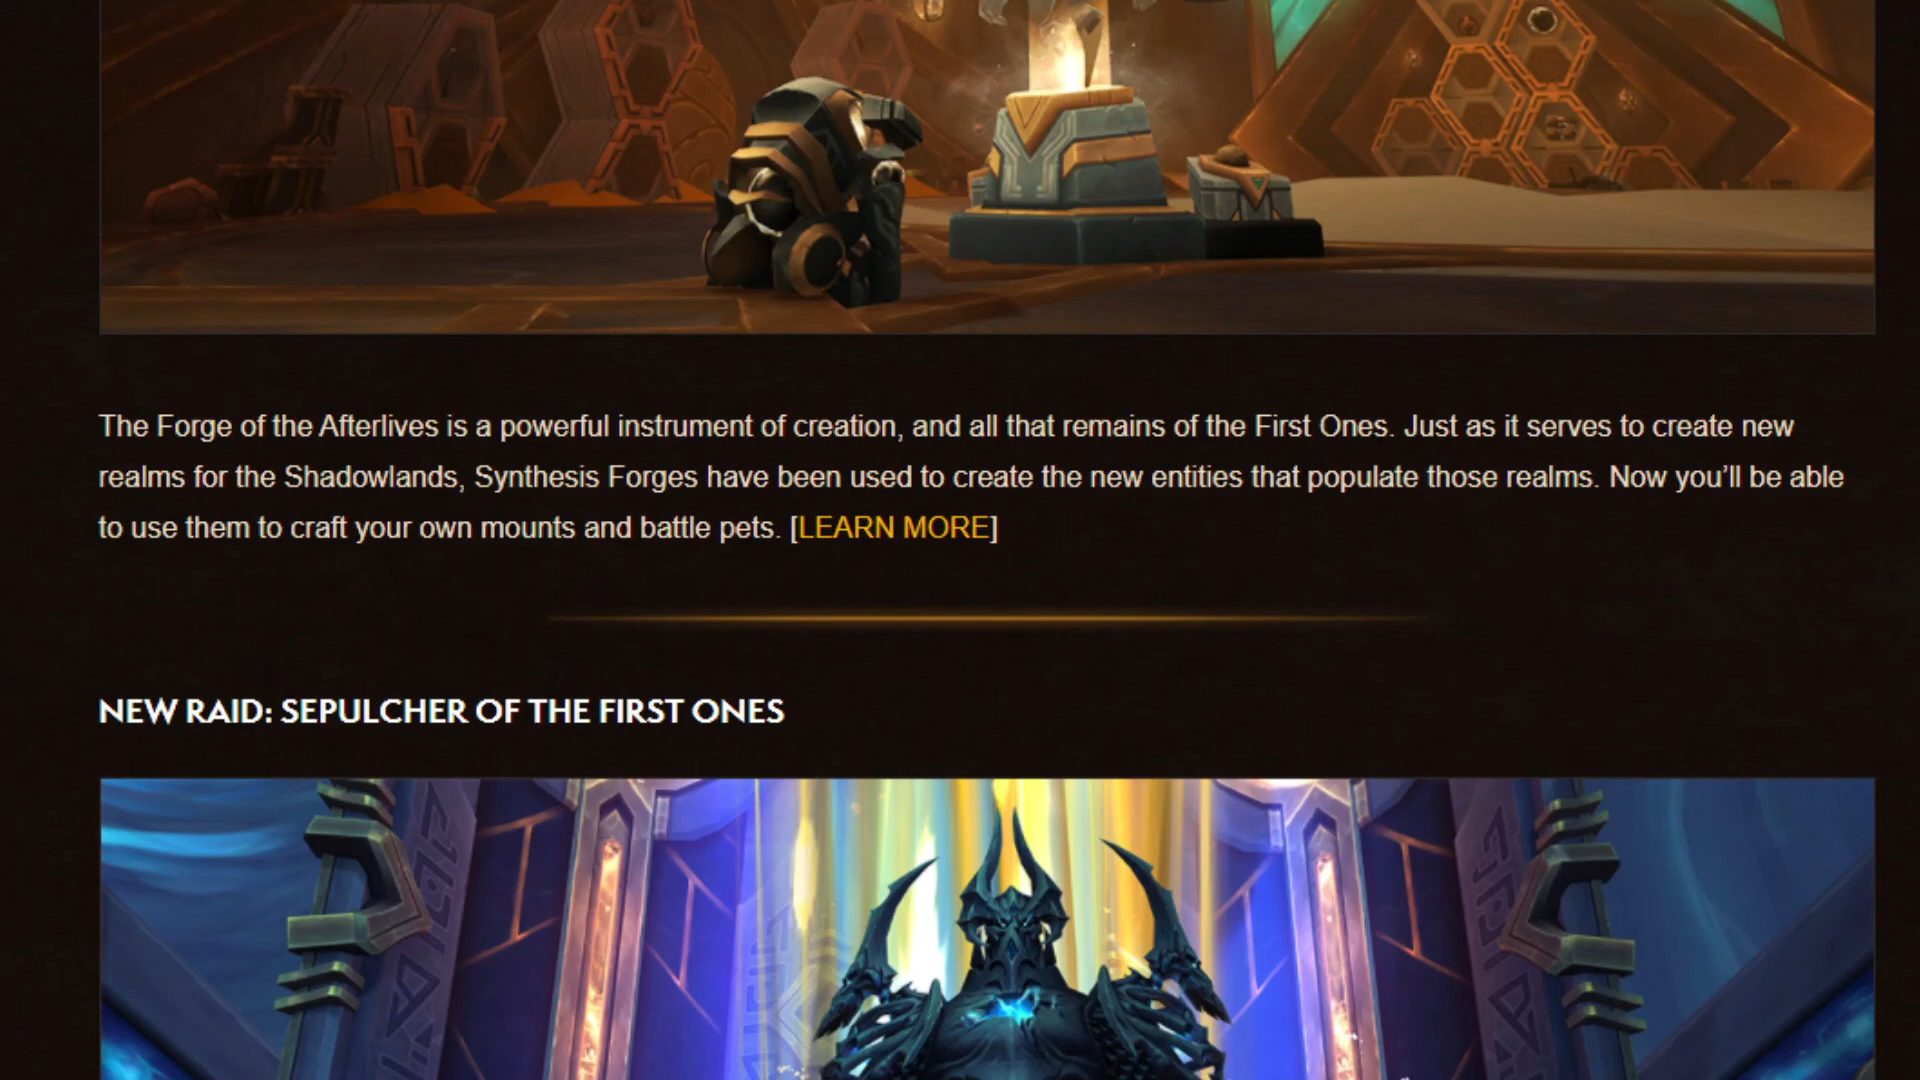 The Forge of the Afterlives is a powerful instrument of creation, and all that remains of the First Ones. Just as it serves to create new
realms for the Shadowlands, Synthesis Forges have been used to create the new entities that populate those realms. Now you’ll be able
to use them to craft your own mounts and battle pets. [LEARN MORE]
NEW RAID: SEPULCHER OF THE FIRST ONES